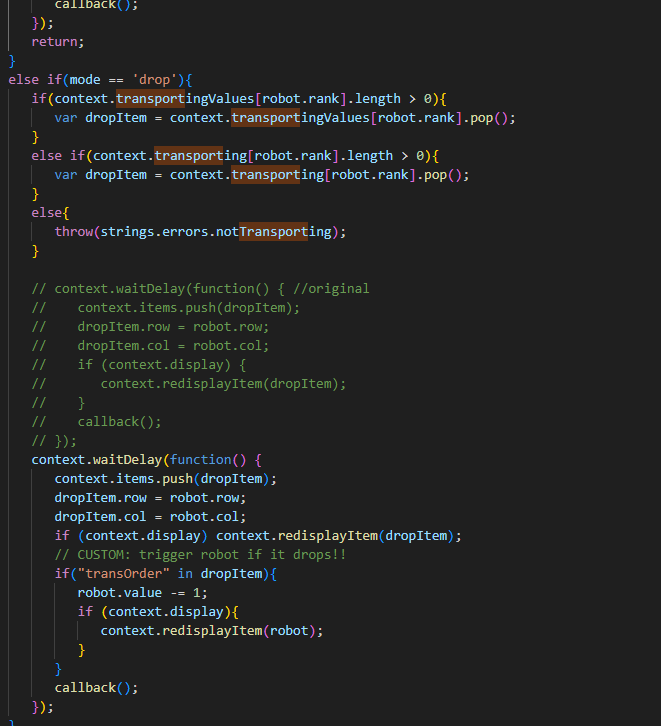 callback();
});
return;
}
else if(mode == 'drop'){
if(context.transportingValues[robot.rank].length > 0){
var dropItem = context.transportingValues[robot.rank].pop();
}
else if(context.transporting[robot.rank].length > 0){
var dropItem = context.transporting[robot.rank].pop();
}
else{
throw(strings.errors.notTransporting);
}
// context.waitDelay(function() { //original
//    context.items.push(dropItem);
//    dropItem.row = robot.row;
//    dropItem.col = robot.col;
//    if (context.display) {
//       context.redisplayItem(dropItem);
//    }
//    callback();
// });
context.waitDelay(function() {
context.items.push(dropItem);
dropItem.row = robot.row;
dropItem.col = robot.col;
if (context.display) context.redisplayItem(dropItem);
// CUSTOM: trigger robot if it drops!!
if("transOrder" in dropItem){
robot.value -= 1;
if (context.display){
context.redisplayItem(robot);
}
}
callback();
});
}